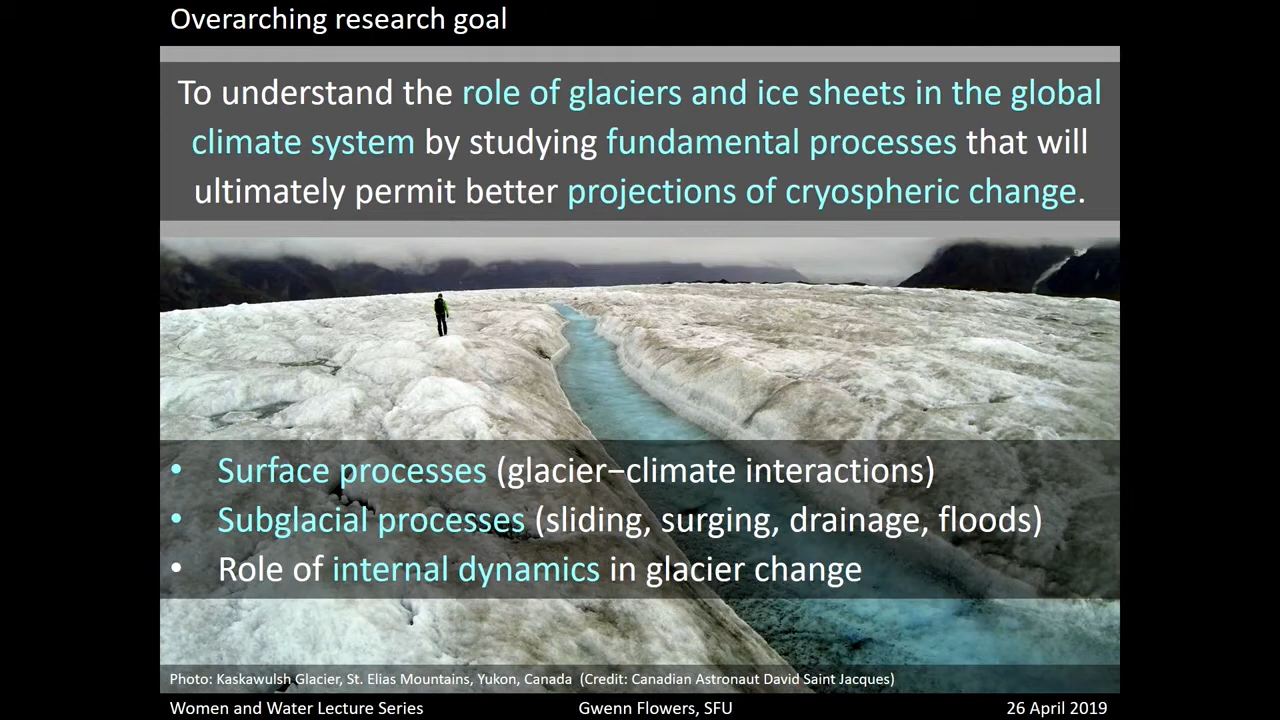 Overarching research goal
To understand the role of glaciers and ice sheets in the global
climate system by studying fundamental processes that will
ultimately permit better projections of cryospheric change.
• Surface processes (glacier−climate interactions)
• Subglacial processes (sliding, surging, drainage, floods)
• Role of internal dynamics in glacier change
Photo: Kaskawulsh Glacier, St. Elias Mountains, Yukon, Canada (Credit: Canadian Astronaut David Saint Jacques)
Women and Water Lecture Series Gwenn Flowers, SFU 26 April 2019